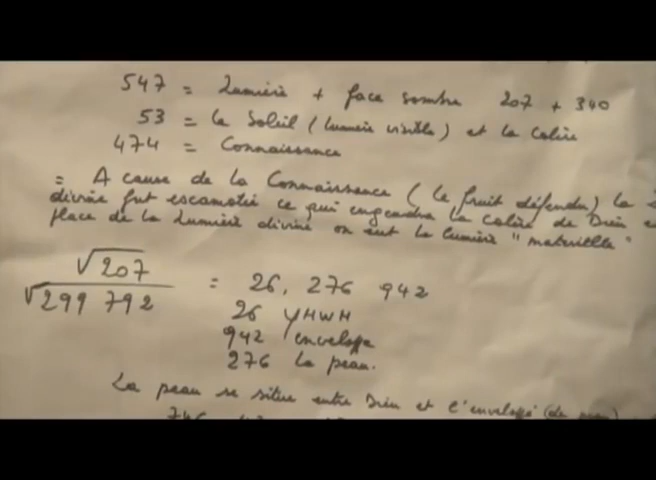 547 = Lumière + face sombre 207 + 340
53 = le Soleil (lumière visible) et la colère
474 = Connaissance
= A cause de la Connaissance (le fruit défendu) la
divine fut escamotée ce qui engendra la colère de Dieu
place de la Lumière divine on eut la lumière "materielle"
√207
√299 792
= 26, 276 942
26 YHWH
942 enveloppe
276 la peau.
La peau se situe entre Dieu et l'enveloppe (de peau)